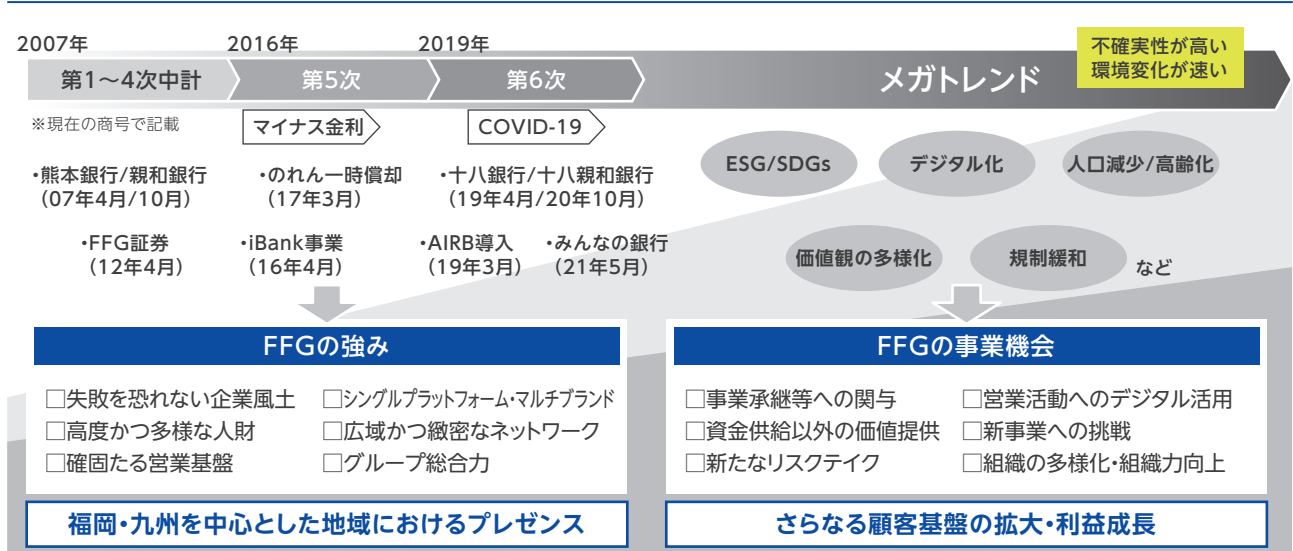 2007年
2016年
2019年
不確実性が高い
環境変化が速い
第1～4次中計
第5次
第6次
メガトレンド
※現在の商号で記載
マイナス金利
COVID-19
・熊本銀行/親和銀行
（07年4月/10月）
・のれん一時償却
（17年3月）
・十八銀行/十八親和銀行
（19年4月/20年10月）
・FFG証券
（12年4月）
・iBank事業
（16年4月）
・AIRB導入
（19年3月）
・みんなの銀行
（21年5月）
ESG/SDGs
デジタル化
人口減少/高齢化
価値観の多様化
規制緩和
など
FFGの強み
□失敗を恐れない企業風土
□シングルプラットフォーム・マルチブランド
□高度かつ多様な人財
□広域かつ緻密なネットワーク
□確固たる営業基盤
□グループ総合力
福岡・九州を中心とした地域におけるプレゼンス
FFGの事業機会
□事業承継等への関与
□営業活動へのデジタル活用
□資金供給以外の価値提供
□新事業への挑戦
□新たなリスクテイク
□組織の多様化・組織力向上
さらなる顧客基盤の拡大・利益成長